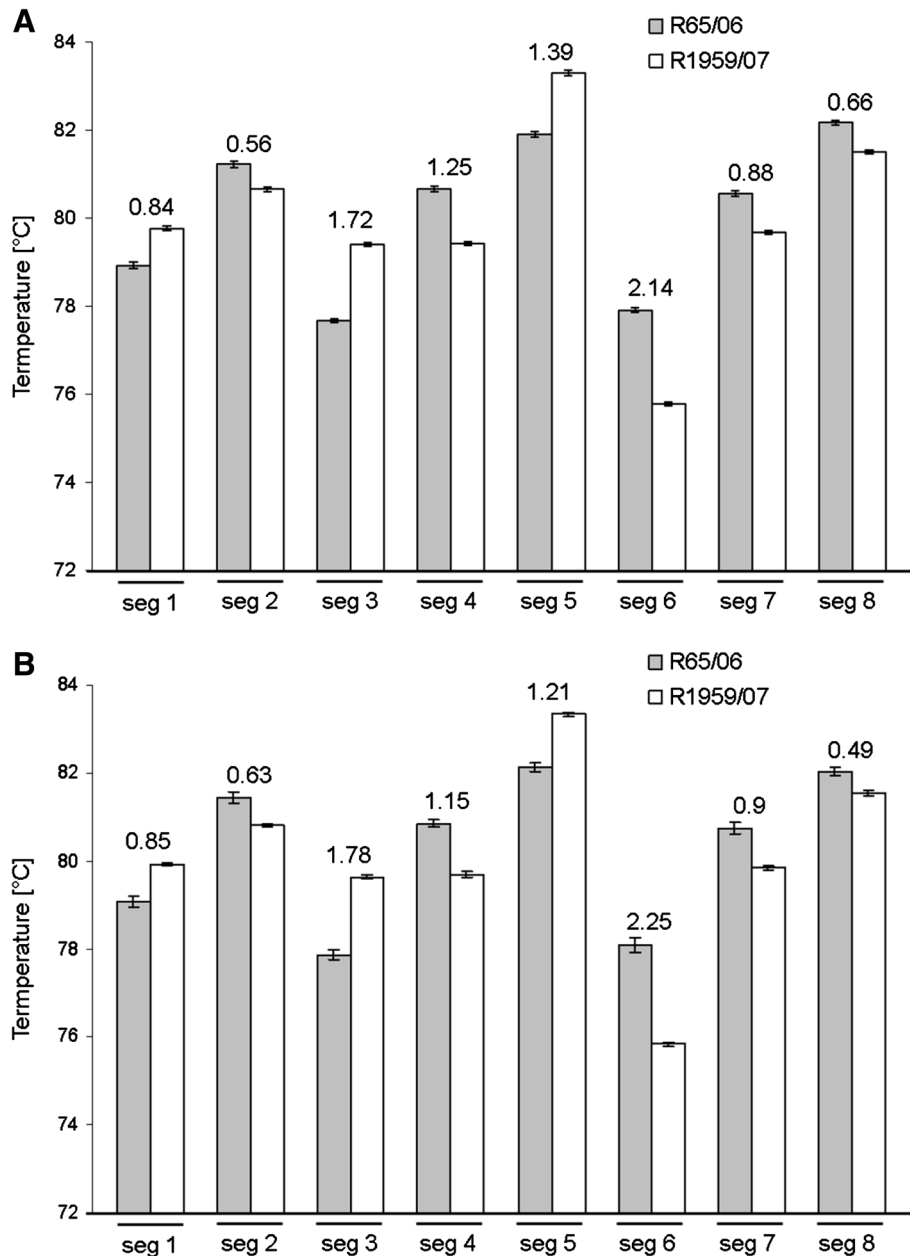 A
R65/06
R1959/07
Termperature [°C]
84
82
80
78
76
74
72
0.84
0.56
1.72
1.25
1.39
2.14
0.88
0.66
seg 1
seg 2
seg 3
seg 4
seg 5
seg 6
seg 7
seg 8
B
R65/06
R1959/07
Termperature [°C]
84
82
80
78
76
74
72
0.85
0.63
1.78
1.15
1.21
2.25
0.9
0.49
seg 1
seg 2
seg 3
seg 4
seg 5
seg 6
seg 7
seg 8